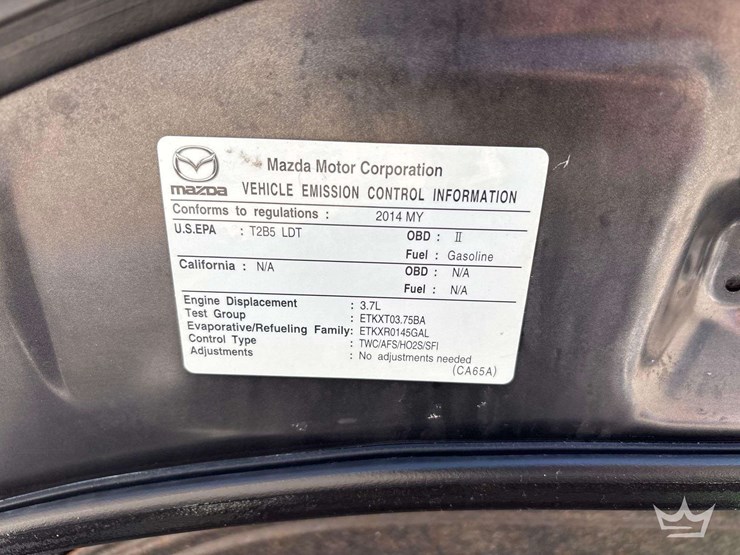 Mazda Motor Corporation
mazda VEHICLE EMISSION CONTROL INFORMATION
Conforms to regulations : 2014 MY
U.S.EPA : T2B5 LDT OBD : II
Fuel : Gasoline
California : N/A OBD : N/A
Fuel : N/A
Engine Displacement : 3.7L
Test Group : ETKXT03.75BA
Evaporative/Refueling Family: ETKXR0145GAL
Control Type : TWC/AFS/HO2S/SFI
Adjustments : No adjustments needed
(CA65A)